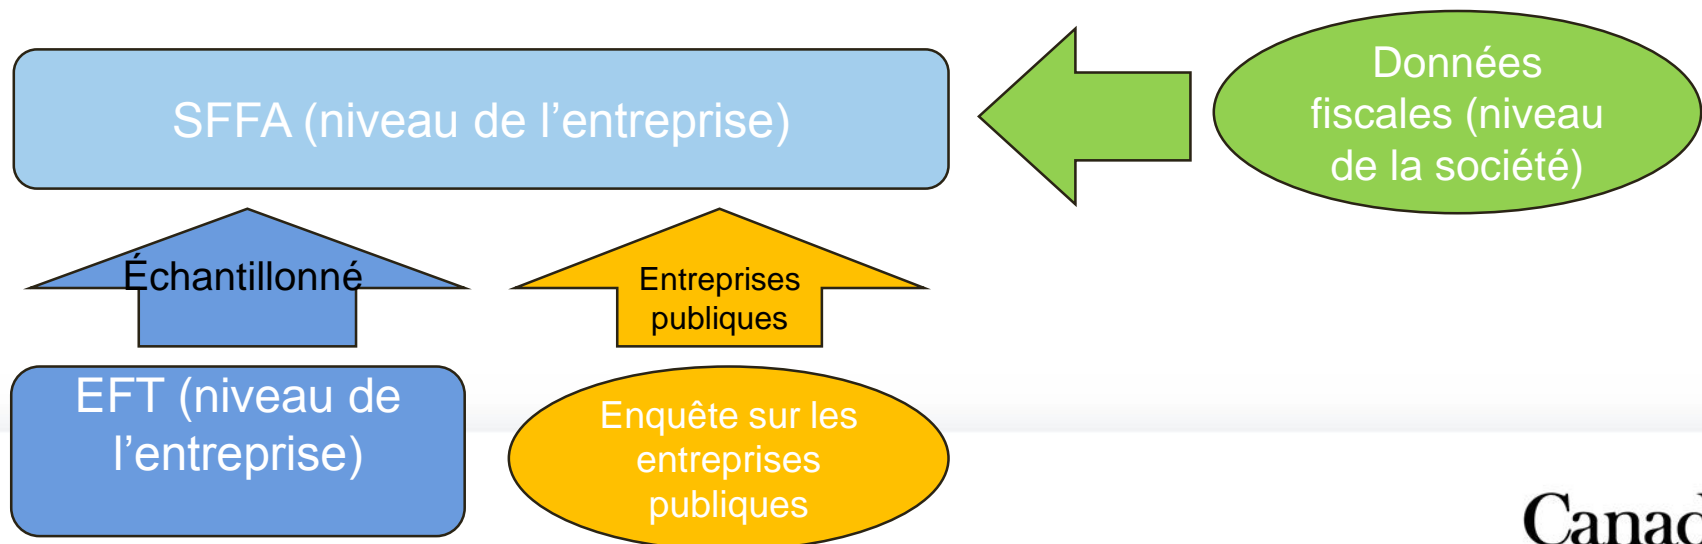 SFFA (niveau de l’entreprise)
Données
fiscales (niveau
de la société)
Échantillonné
Entreprises
publiques
EFT (niveau de
l’entreprise)
Enquête sur les
entreprises
publiques
Canad